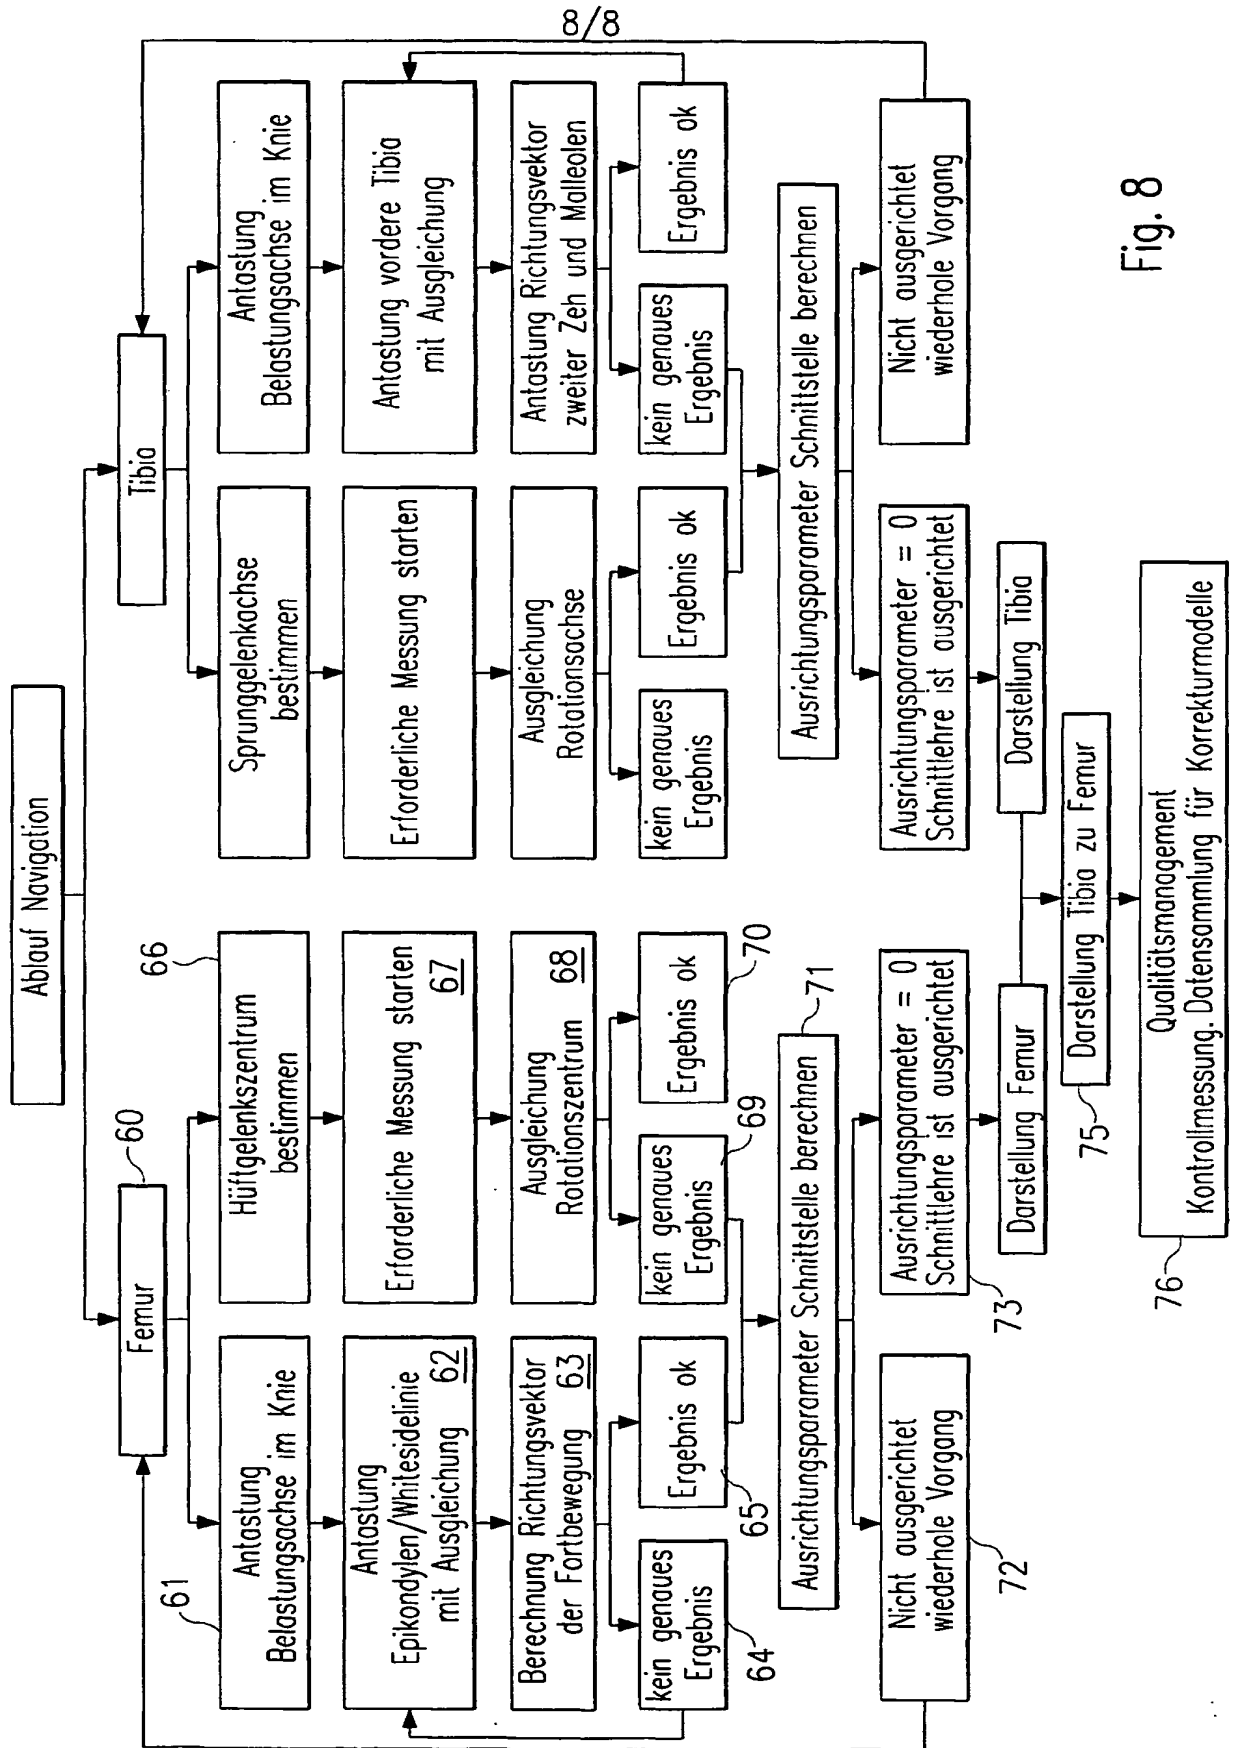 8/8
Ablauf Navigation
Femur
60
Tibia
61
Antastung
Belastungsachse im Knie
66
Hüftgelenkszentrum
bestimmen
Sprunggelenkachse
bestimmen
Antastung
Belastungsachse im Knie
Antastung
Epikondylen/Whitesidelinie
mit Ausgleichung 62
Erforderliche Messung starten
67
Erforderliche Messung starten
Antastung vordere Tibia
mit Ausgleichung
Berechnung Richtungsvektor
der Fortbewegung 63
Ausgleichung
Rotationszentrum
68
Ausgleichung
Rotationsachse
Antastung Richtungsvektor
zweiter Zeh und Malleolen
kein genaues
Ergebnis
64
Ergebnis ok
65
kein genaues
Ergebnis
69
Ergebnis ok
70
kein genaues
Ergebnis
Ergebnis ok
kein genaues
Ergebnis
Ergebnis ok
Ausrichtungsparameter Schnittstelle berechnen
71
Ausrichtungsparameter Schnittstelle berechnen
Nicht ausgerichtet
wiederhole Vorgang
72
Ausrichtungsparameter = 0
Schnittlehre ist ausgerichtet
73
Ausrichtungsparameter = 0
Schnittlehre ist ausgerichtet
Nicht ausgerichtet
wiederhole Vorgang
Darstellung Femur
Darstellung Tibia
Darstellung Tibia zu Femur
75
Qualitätsmanagement
Kontrollmessung. Datensammlung für Korrekturmodelle
76
Fig. 8